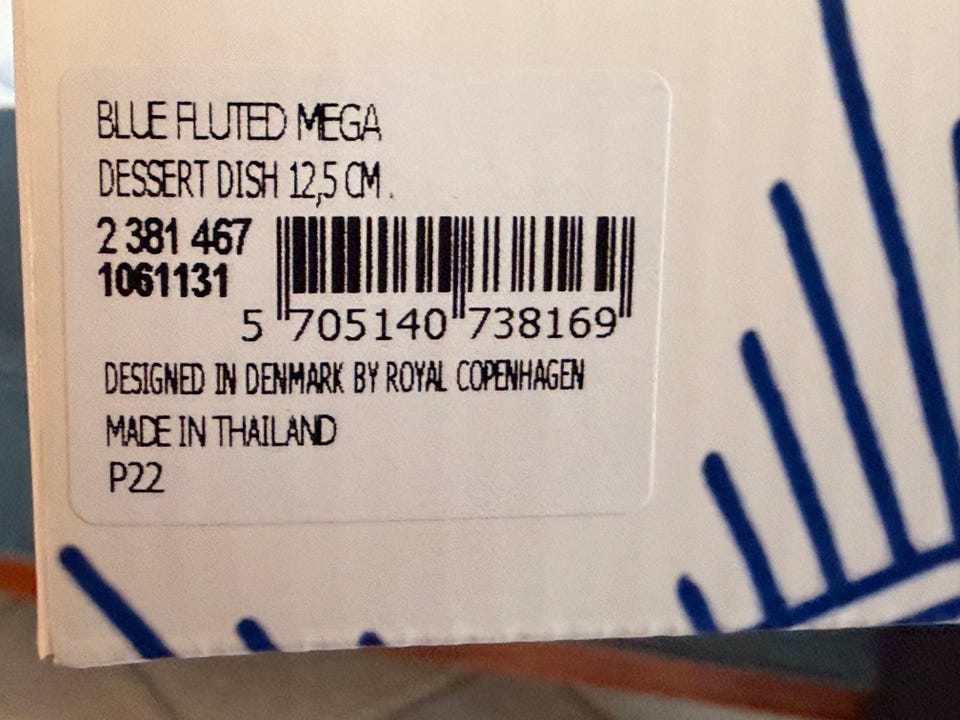 BLUE FLUTED MEGA
DESSERT DISH 12,5 CM.
2 381 467
1061131
5 705140 738169
DESIGNED IN DENMARK BY ROYAL COPENHAGEN
MADE IN THAILAND
P22